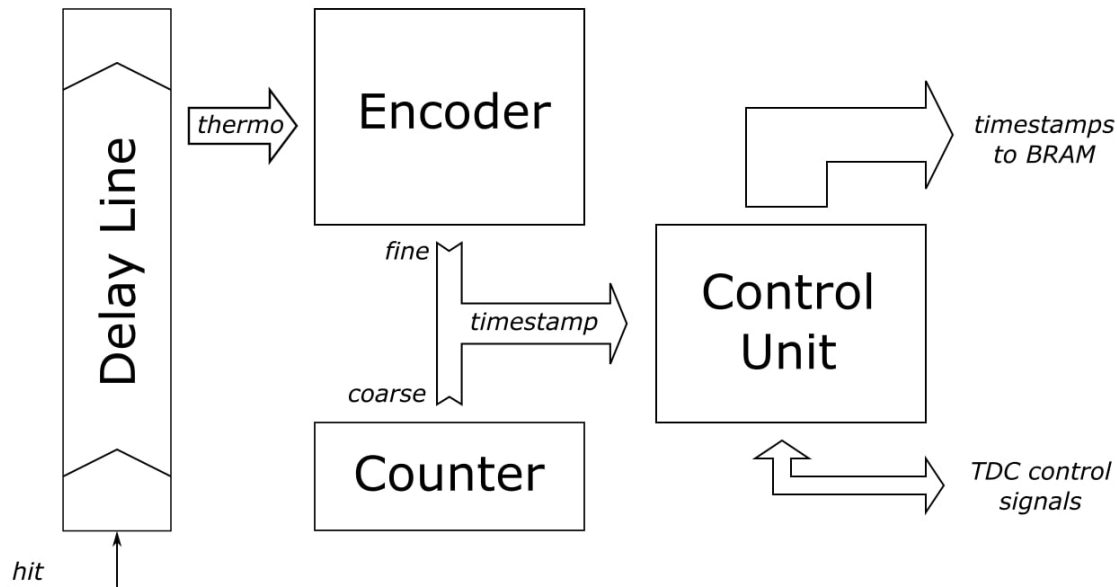 Delay Line
hit
thermo
Encoder
fine
timestamp
coarse
Counter
Control
Unit
timestamps
to BRAM
TDC control
signals